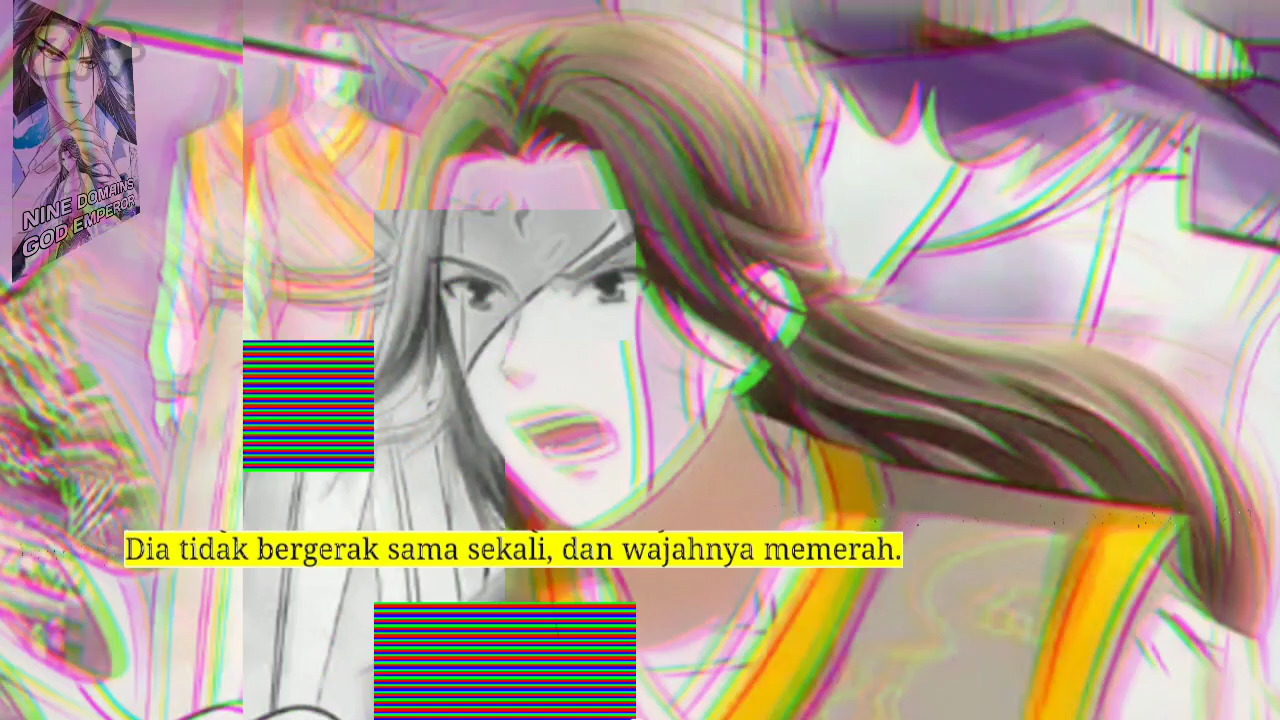 NINE DOMAINS
GOD EMPEROR
Dia tidak bergerak sama sekali, dan wajahnya memerah.